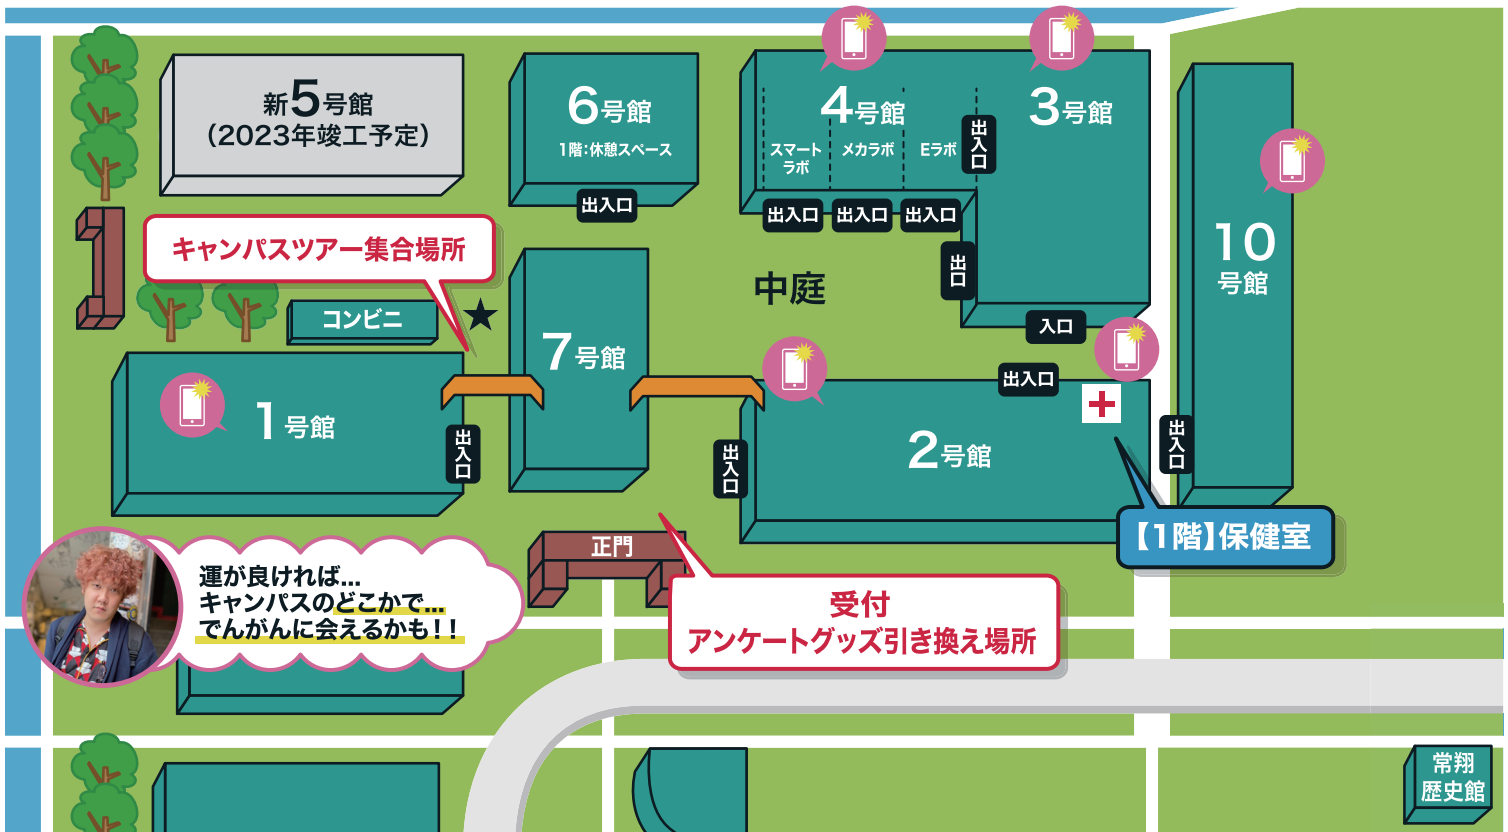 新5号館
（2023年竣工予定）
6号館
1階：休憩スペース
出入口
4号館
スマート
ラボ
メカラボ
Eラボ
出入口
3号館
出入口
出入口
出入口
出口
入口
10
号館
キャンパスツアー集合場所
中庭
コンビニ
★
7号館
1号館
出入口
出入口
出入口
2号館
出入口
【1階】保健室
正門
受付
アンケートグッズ引き換え場所
運が良ければ...
キャンパスのどこかで...
でんがんに会えるかも！！
常翔
歴史館